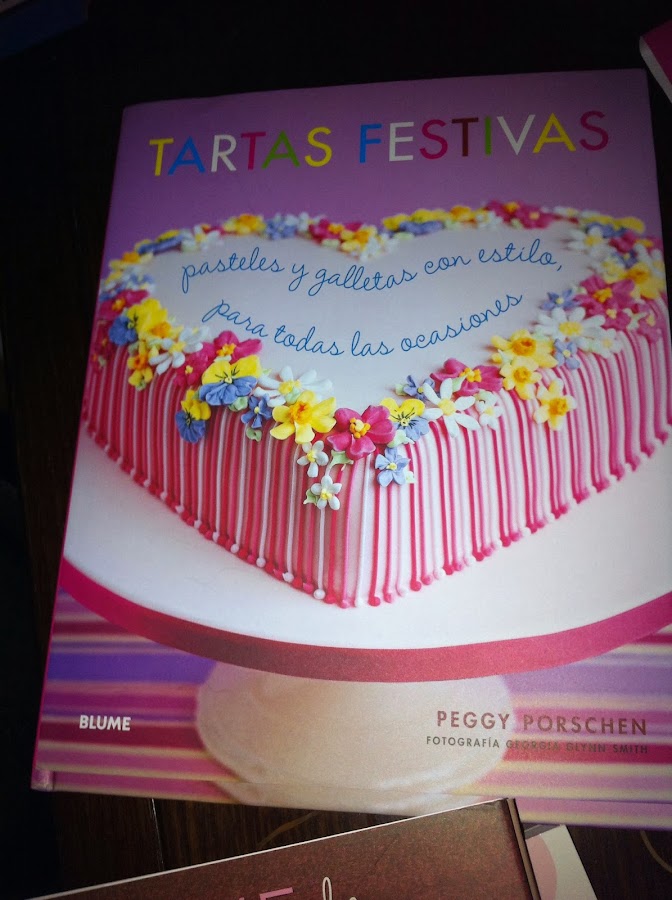 TARTAS FESTIVAS
pasteles y galletas con estilo,
para todas las ocasiones
BLUME
PEGGY PORSCHEN
FOTOGRAFÍA GEORGIA GLYNN SMITH